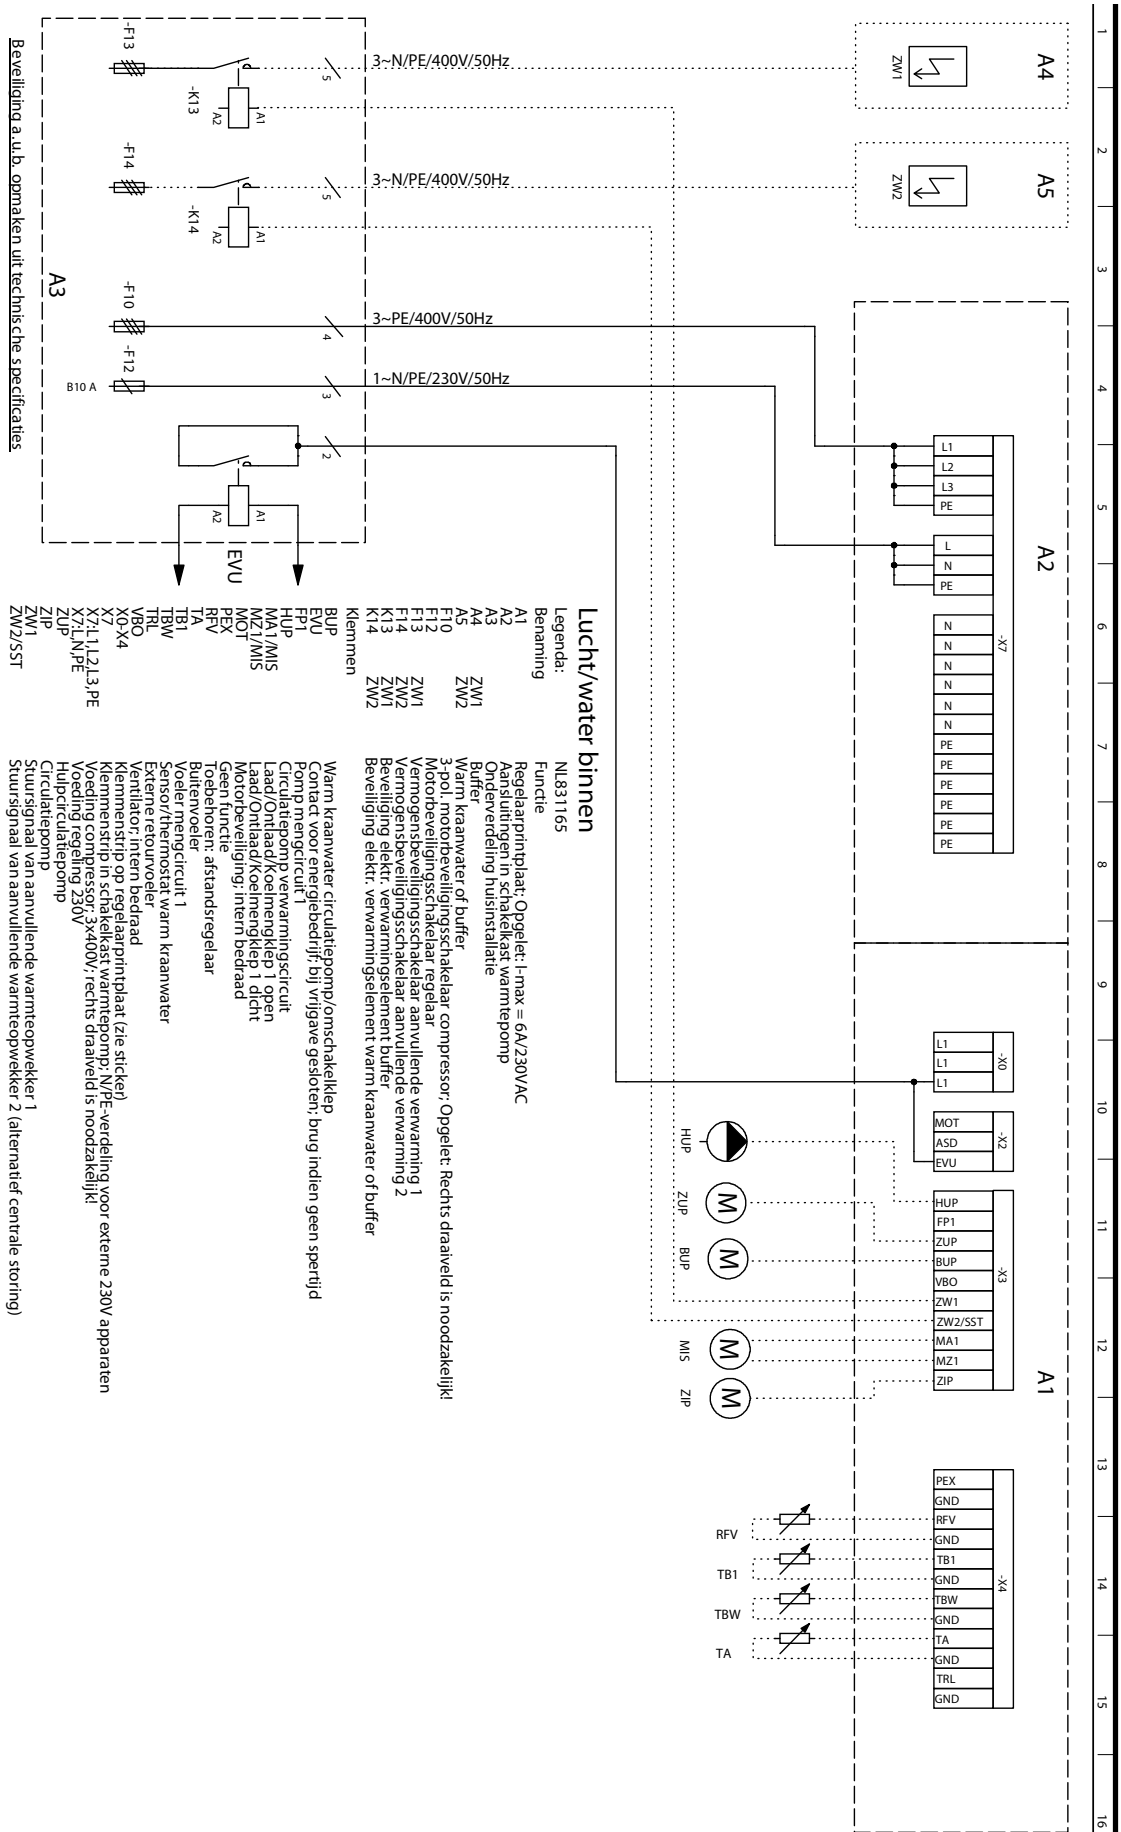 1
2
3
4
5
6
7
8
9
10
11
12
13
14
15
16
A4
ZW1
A5
ZW2
A2
-X7
L1
L2
L3
PE
L
N
PE
N
N
N
N
N
N
PE
PE
PE
PE
PE
PE
A1
-X0
L1
L1
L1
-X2
MOT
ASD
EVU
-X3
HUP
FP1
ZUP
BUP
VBO
ZW1
ZW2/SST
MA1
MZ1
ZIP
-X4
PEX
GND
RFV
GND
TB1
GND
TBW
GND
TA
GND
TRL
GND
HUP
M
ZUP
M
BUP
M
MIS
M
ZIP
RFV
TB1
TBW
TA
3~N/PE/400V/50Hz
5
-F13
-K13
A1
A2
3~N/PE/400V/50Hz
5
-F14
-K14
A1
A2
3~PE/400V/50Hz
4
-F10
1~N/PE/230V/50Hz
3
-F12
B10 A
2
A1
A2
EVU
A3
Beveiliging a.u.b. opmaken uit technische specificaties
Lucht/water binnen
Legenda: NL831165
Benaming Functie
A1 Regelaarprintplaat; Opgelet: I-max = 6A/230VAC
A2 Aansluitingen in schakelkast warmtepomp
A3 Onderverdeling huisinstallatie
A4 ZW1 Buffer
A5 ZW2 Warm kraanwater of buffer
F10 3-pol. motorbeveiligingsschakelaar compressor; Opgelet: Rechts draaiveld is noodzakelijk!
F12 Motorbeveiligingsschakelaar regelaar
F13 ZW1 Vermogensbeveiligingsschakelaar aanvullende verwarming 1
F14 ZW2 Vermogensbeveiligingsschakelaar aanvullende verwarming 2
K13 ZW1 Beveiliging elektr. verwarmingselement buffer
K14 ZW2 Beveiliging elektr. verwarmingselement warm kraanwater of buffer
Klemmen
BUP Warm kraanwater circulatiepomp/omschakelklep
EVU Contact voor energiebedrijf; bij vrijgave gesloten; brug indien geen spertijd
FP1 Pomp mengcircuit 1
HUP Circulatiepomp verwarmingscircuit
MA1/MIS Laad/Ontlaad/Koelmengklep 1 open
MZ1/MIS Laad/Ontlaad/Koelmengklep 1 dicht
MOT Motorbeveiliging; intern bedraad
PEX Geen functie
RFV Toebehoren: afstandsregelaar
TA Buitenvoeler
TB1 Voeler mengcircuit 1
TBW Sensor/thermostat warm kraanwater
TRL Externe retourvoeler
VBO Ventilator; intern bedraad
X0-X4 Klemmenstrip op regelaarprintplaat (zie sticker)
X7 Klemmenstrip in schakelkast warmtepomp; N/PE-verdeling voor externe 230V apparaten
X7:L1,L2,L3,PE Voeding compressor; 3x400V; rechts draaiveld is noodzakelijk!
X7:L,N,PE Voeding regeling 230V
ZUP Hulpcirculatiepomp
ZIP Circulatiepomp
ZW1 Stuursignaal van aanvullende warmteopwekker 1
ZW2/SST Stuursignaal van aanvullende warmteopwekker 2 (alternatief centrale storing)